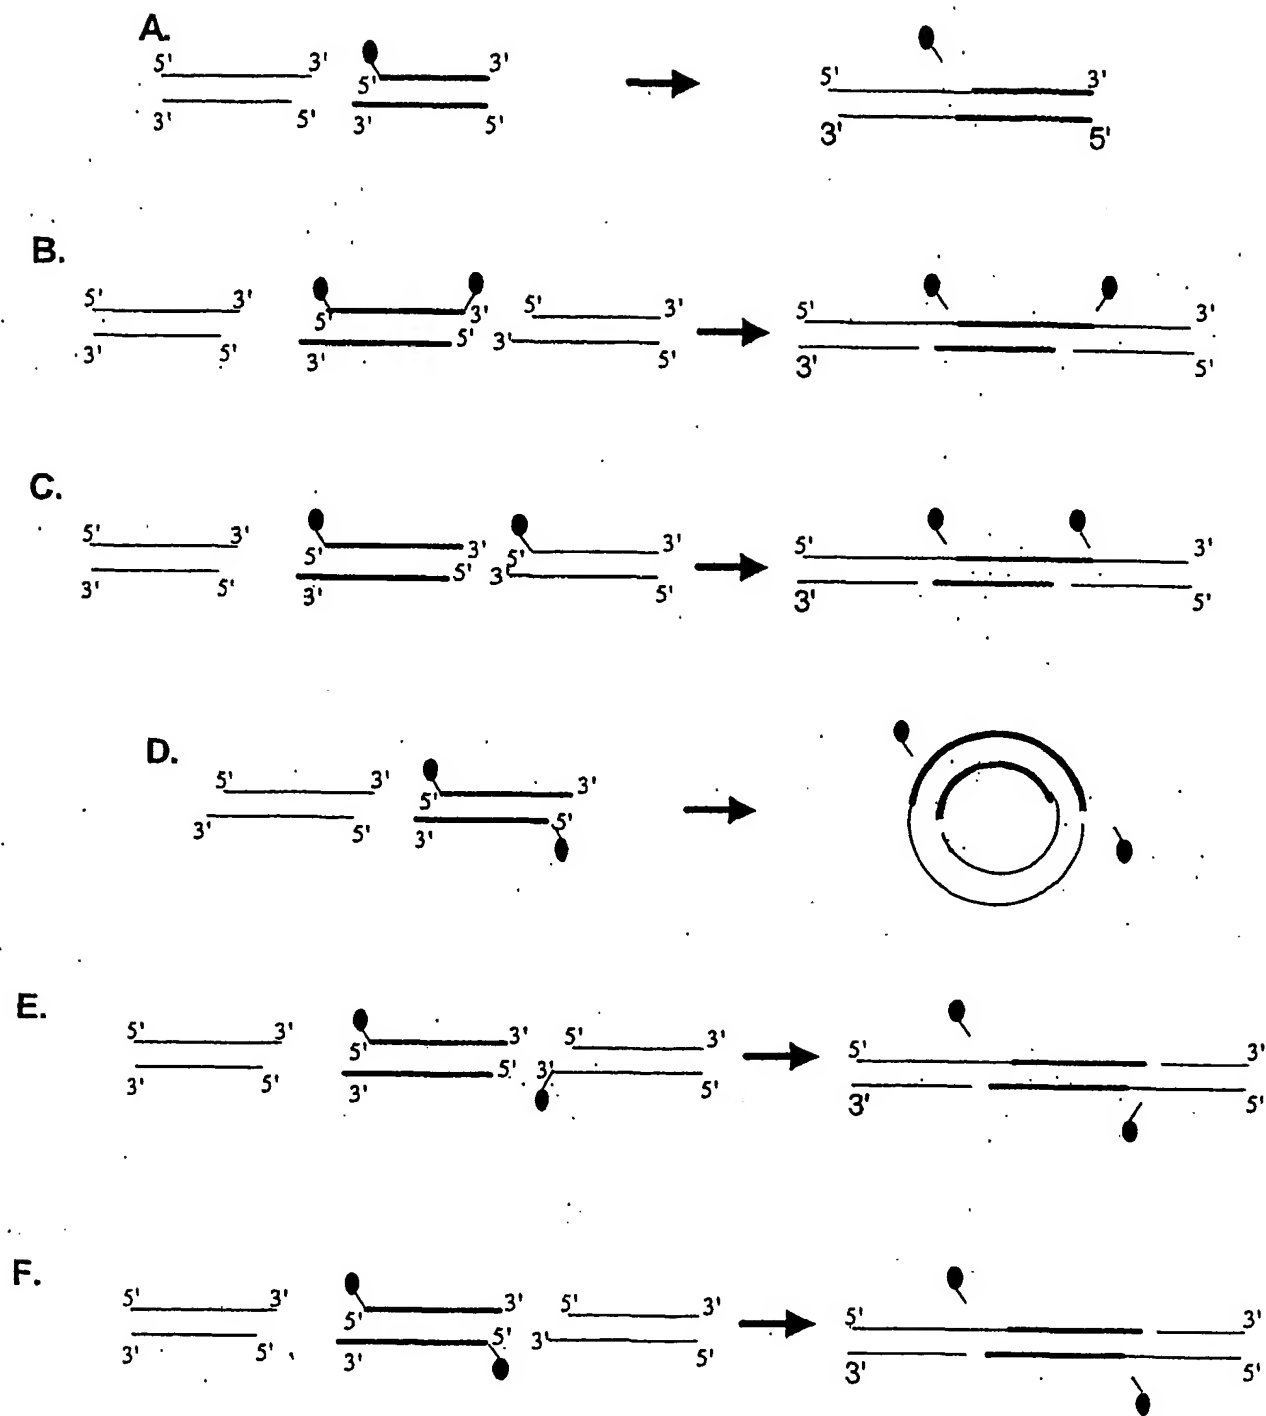 A.
5' 3' 5' 3' 5' 3'
3' 5' 3' 5' 3' 5'
B.
5' 3' 5' 3' 5' 3' 5' 3'
3' 5' 3' 5' 3' 5' 3' 5'
C.
5' 3' 5' 3' 5' 3' 5' 3'
3' 5' 3' 5' 3' 5' 3' 5'
D.
5' 3' 5' 3'
3' 5' 3' 5'
E.
5' 3' 5' 3' 5' 3' 5' 3'
3' 5' 3' 5' 3' 5' 3' 5'
F.
5' 3' 5' 3' 5' 3' 5' 3'
3' 5' 3' 5' 3' 5' 3' 5'